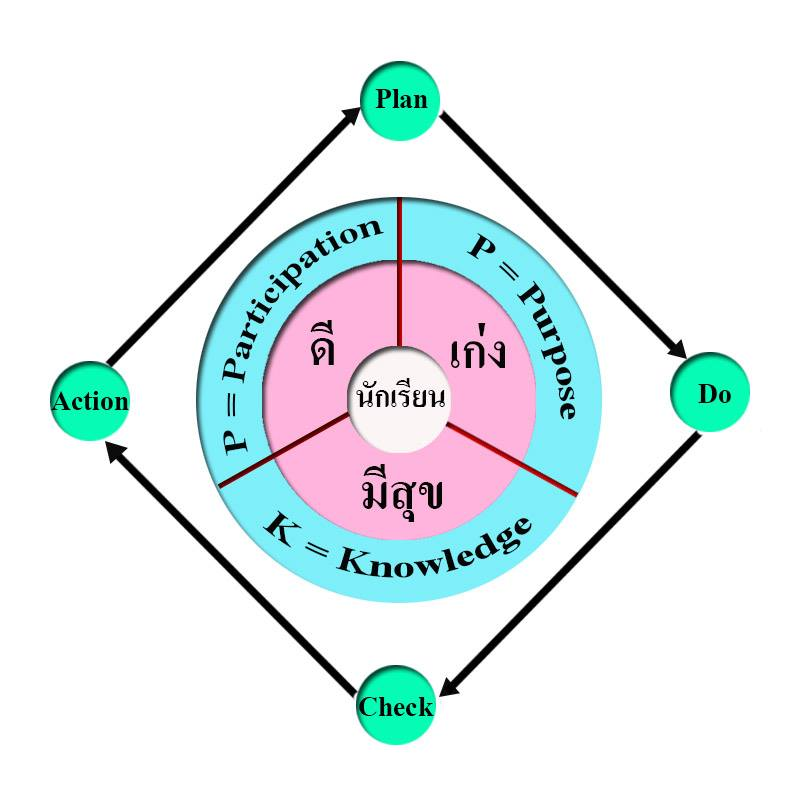 Plan
P = Participation
P = Purpose
ดี
เก่ง
นักเรียน
Action
Do
มีสุข
K = Knowledge
Check